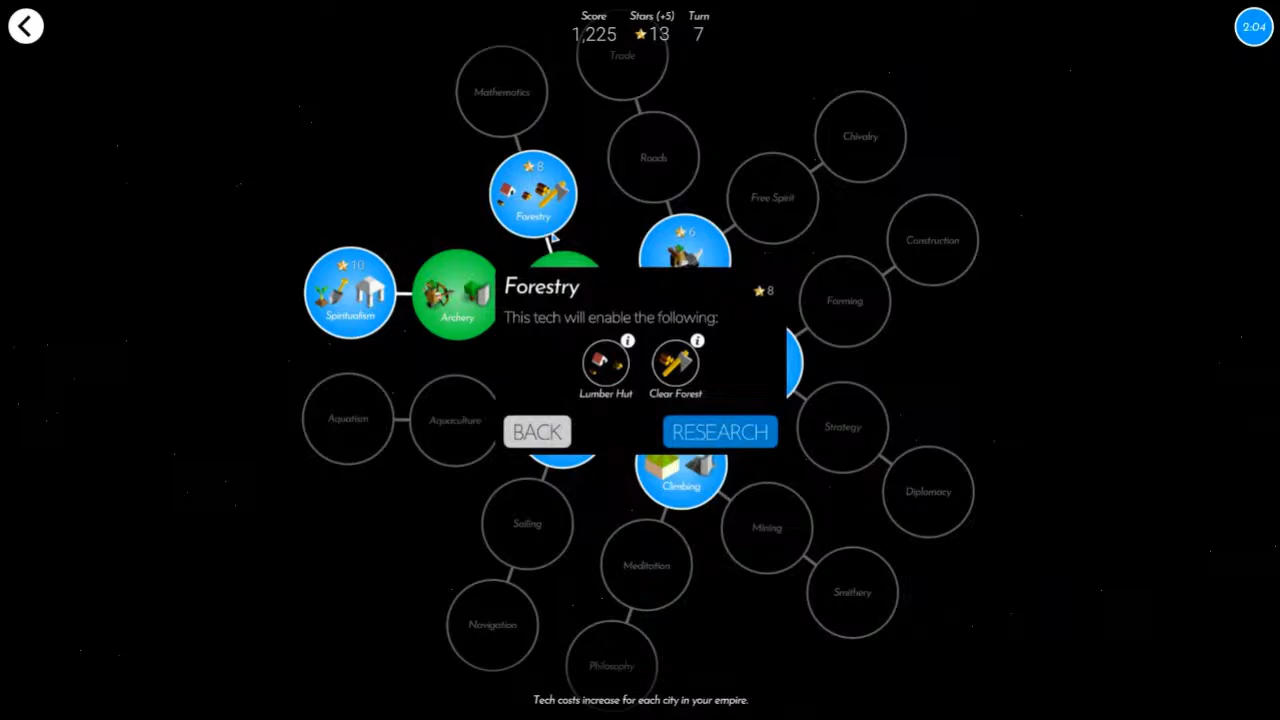 Score Stars (+5) Turn
1,225 13 7
2:04
Trade
Mathematics
Chivalry
Roads
8
Forestry
Free Spirit
6
Construction
10
Spiritualism
Archery
Farming
Forestry
8
This tech will enable the following:
Lumber Hut Clear Forest
BACK RESEARCH
Aquatism
Aquaculture
Strategy
Climbing
Diplomacy
Sailing
Mining
Meditation
Smithery
Navigation
Philosophy
Tech costs increase for each city in your empire.